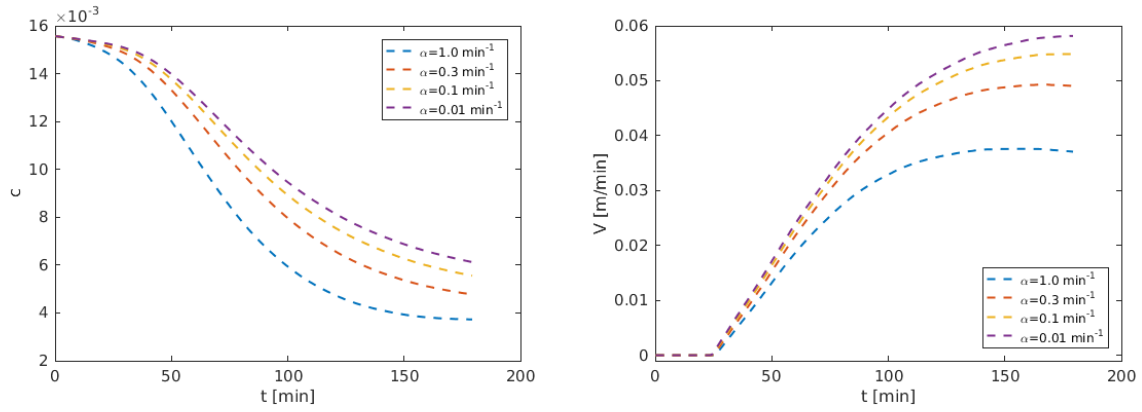 ×10⁻³
16
14
12
10
8
6
4
2
c
0 50 100 150 200
t [min]
α=1.0 min⁻¹
α=0.3 min⁻¹
α=0.1 min⁻¹
α=0.01 min⁻¹
0.06
0.05
0.04
0.03
0.02
0.01
0
V [m/min]
0 50 100 150 200
t [min]
α=1.0 min⁻¹
α=0.3 min⁻¹
α=0.1 min⁻¹
α=0.01 min⁻¹